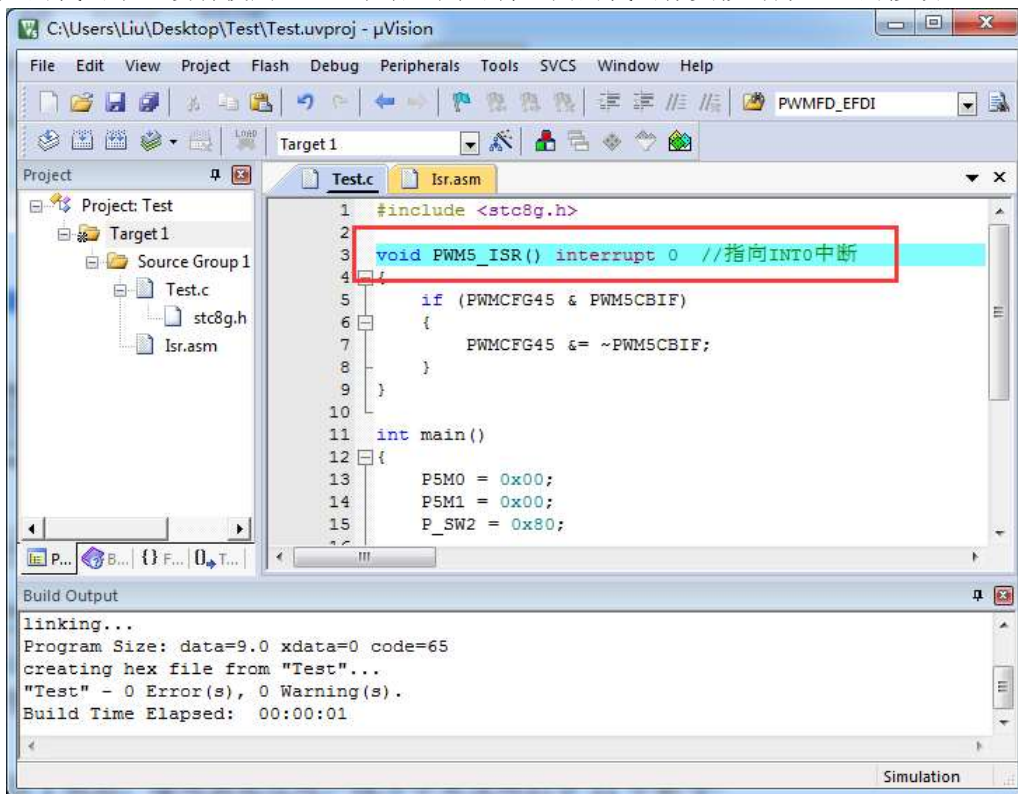 C:\Users\Liu\Desktop\Test\Test.uvproj - µVision
File Edit View Project Flash Debug Peripherals Tools SVCS Window Help
PWMFD_EFDI
LOAD Target 1
Project
Test.c Isr.asm
Project: Test
Target 1
Source Group 1
Test.c
stc8g.h
Isr.asm
1 #include <stc8g.h>
2
3 void PWM5_ISR() interrupt 0 //指向INT0中断
4 {
5 if (PWMCFG45 & PWM5CBIF)
6 {
7 PWMCFG45 &= ~PWM5CBIF;
8 }
9 }
10
11 int main()
12 {
13 P5M0 = 0x00;
14 P5M1 = 0x00;
15 P_SW2 = 0x80;
P... B... {} F... 0 T...
Build Output
linking...
Program Size: data=9.0 xdata=0 code=65
creating hex file from "Test"...
"Test" - 0 Error(s), 0 Warning(s).
Build Time Elapsed: 00:00:01
Simulation